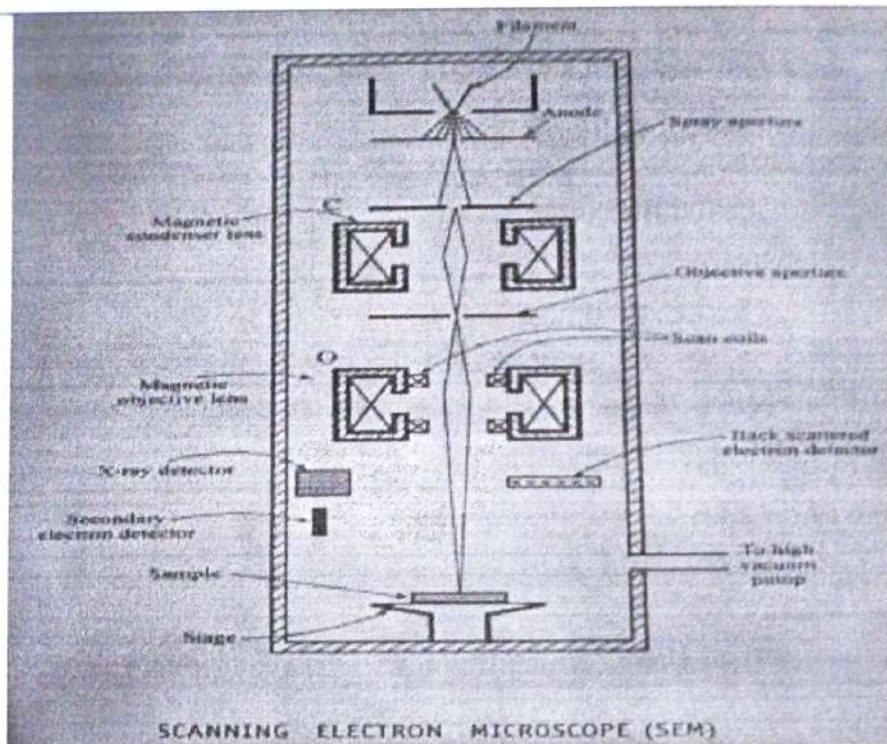 Filament
Anode
Spray aperture
C
Magnetic
condenser lens
Objective aperture
Scan coils
O
Magnetic
objective lens
Back scattered
electron detector
X-ray detector
Secondary
electron detector
To high
vacuum
pump
Sample
Stage
SCANNING ELECTRON MICROSCOPE (SEM)